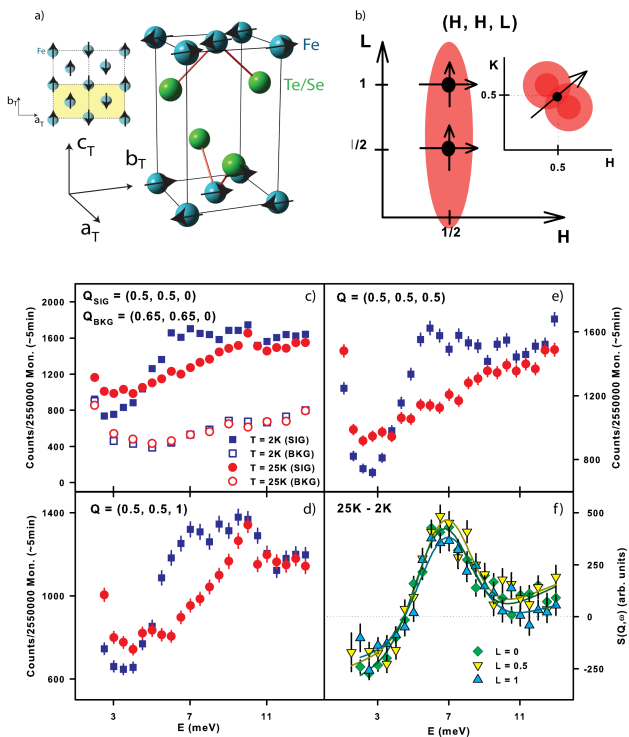 a)
Fe
b_T
a_T
c_T
b_T
a_T
Fe
Te/Se
b)
(H, H, L)
L
1
1/2
1/2
H
K
0.5
0.5
H
c)
Q_SIG = (0.5, 0.5, 0)
Q_BKG = (0.65, 0.65, 0)
Counts/2550000 Mon. (~5min)
2000
1600
1200
800
400
0
T = 2K (SIG)
T = 2K (BKG)
T = 25K (SIG)
T = 25K (BKG)
e)
Q = (0.5, 0.5, 0.5)
1600
1200
800
Counts/2550000 Mon. (~5min)
d)
Q = (0.5, 0.5, 1)
Counts/2550000 Mon. (~5min)
1400
1000
600
3 7 11
E (meV)
f)
25K - 2K
500
250
0
-250
S(Q,ω) (arb. units)
L = 0
L = 0.5
L = 1
3 7 11
E (meV)